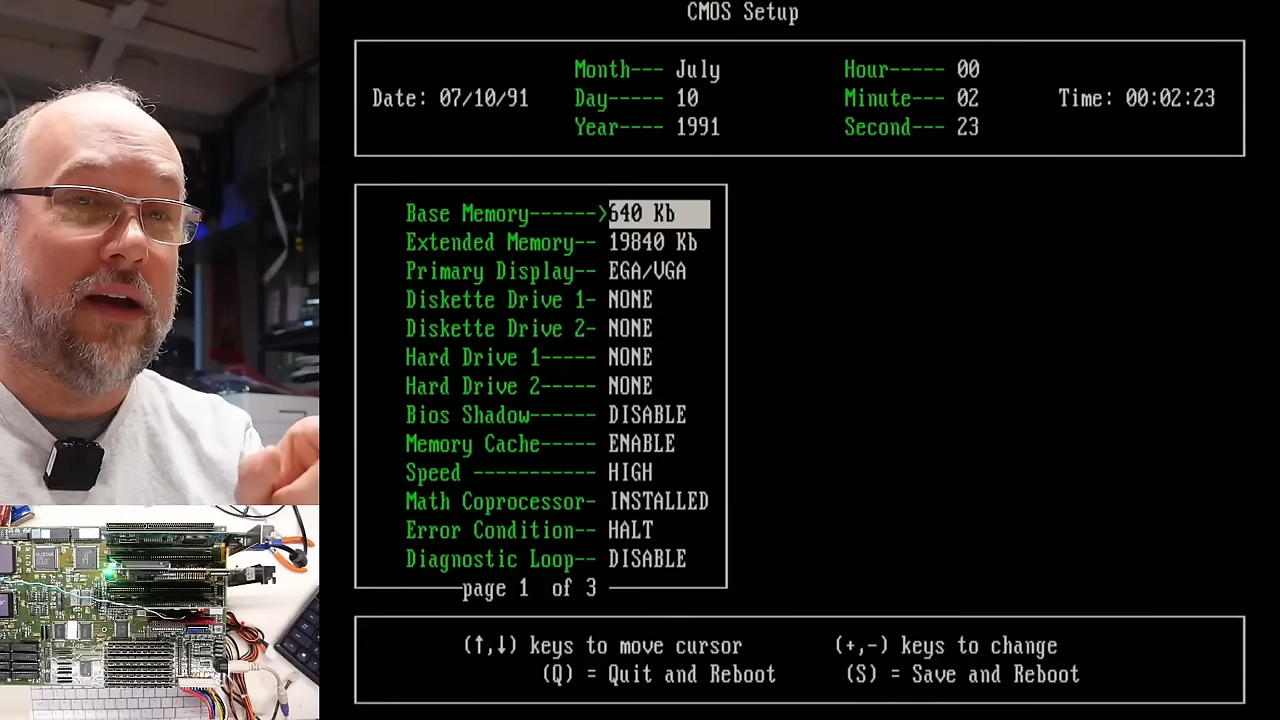 CMOS Setup
Month--- July
Hour----- 00
Date: 07/10/91
Day----- 10
Minute--- 02
Time: 00:02:23
Year---- 1991
Second--- 23
Base Memory------>640 Kb
Extended Memory-- 19840 Kb
Primary Display-- EGA/VGA
Diskette Drive 1- NONE
Diskette Drive 2- NONE
Hard Drive 1----- NONE
Hard Drive 2----- NONE
Bios Shadow------ DISABLE
Memory Cache----- ENABLE
Speed ----------- HIGH
Math Coprocessor- INSTALLED
Error Condition-- HALT
Diagnostic Loop-- DISABLE
page 1 of 3
(↑,↓) keys to move cursor
(+,-) keys to change
(Q) = Quit and Reboot
(S) = Save and Reboot